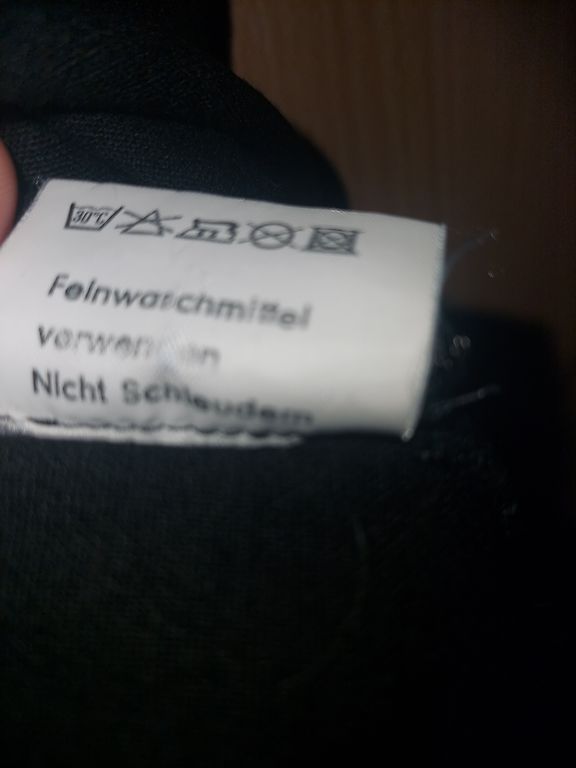 30°C
Feinwaschmittel
verwenden
Nicht Schleudern